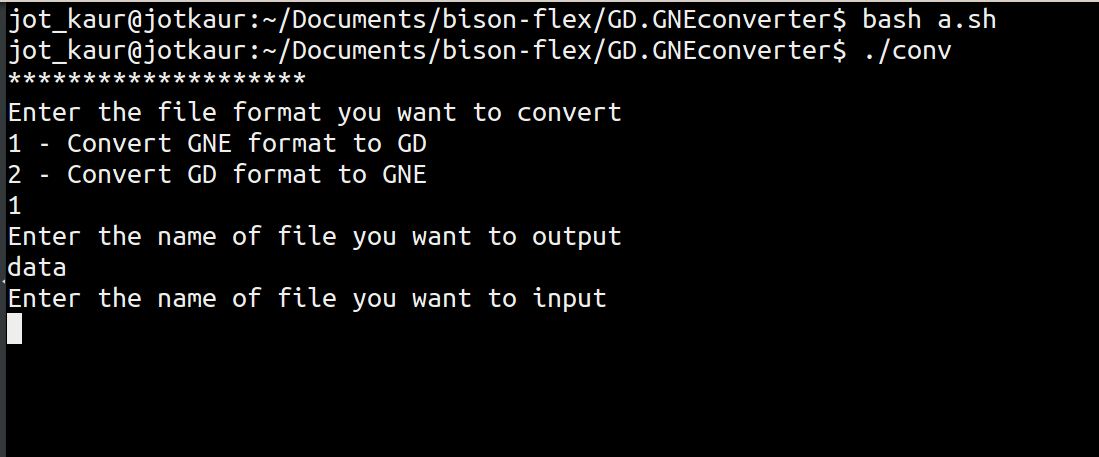 jot_kaur@jotkaur:~/Documents/bison-flex/GD.GNEconverter$ bash a.sh
jot_kaur@jotkaur:~/Documents/bison-flex/GD.GNEconverter$ ./conv
********************
Enter the file format you want to convert
1 - Convert GNE format to GD
2 - Convert GD format to GNE
1
Enter the name of file you want to output
data
Enter the name of file you want to input